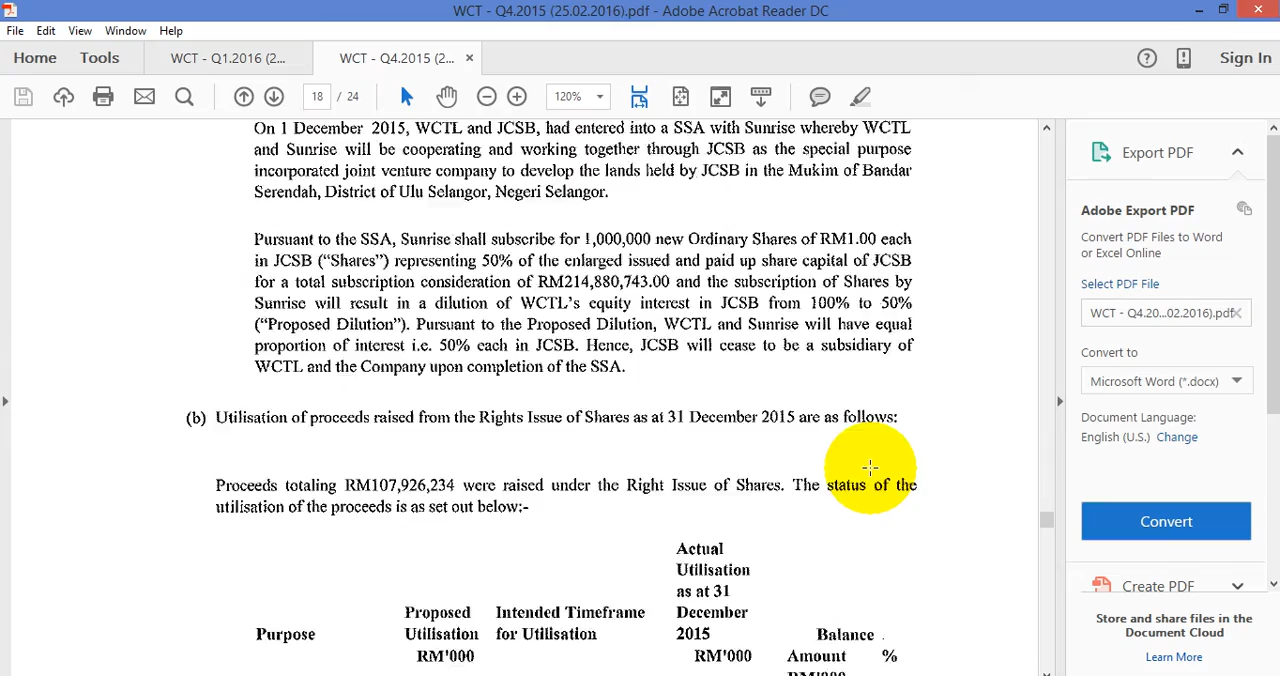 WCT - Q4.2015 (25.02.2016).pdf - Adobe Acrobat Reader DC
File Edit View Window Help
Home Tools WCT - Q1.2016 (2... WCT - Q4.2015 (2... × Sign In
18 / 24 120%
On 1 December 2015, WCTL and JCSB, had entered into a SSA with Sunrise whereby WCTL
and Sunrise will be cooperating and working together through JCSB as the special purpose
incorporated joint venture company to develop the lands held by JCSB in the Mukim of Bandar
Serendah, District of Ulu Selangor, Negeri Selangor.
Pursuant to the SSA, Sunrise shall subscribe for 1,000,000 new Ordinary Shares of RM1.00 each
in JCSB (“Shares”) representing 50% of the enlarged issued and paid up share capital of JCSB
for a total subscription consideration of RM214,880,743.00 and the subscription of Shares by
Sunrise will result in a dilution of WCTL’s equity interest in JCSB from 100% to 50%
(“Proposed Dilution”). Pursuant to the Proposed Dilution, WCTL and Sunrise will have equal
proportion of interest i.e. 50% each in JCSB. Hence, JCSB will cease to be a subsidiary of
WCTL and the Company upon completion of the SSA.
(b) Utilisation of proceeds raised from the Rights Issue of Shares as at 31 December 2015 are as follows:
Proceeds totaling RM107,926,234 were raised under the Right Issue of Shares. The status of the
utilisation of the proceeds is as set out below:-
Actual
Utilisation
as at 31
Proposed Intended Timeframe December
Purpose Utilisation for Utilisation 2015 Balance
RM'000 RM'000 Amount %
RM'000
Export PDF
Adobe Export PDF
Convert PDF Files to Word
or Excel Online
Select PDF File
WCT - Q4.20...02.2016).pdf
Convert to
Microsoft Word (*.docx)
Document Language:
English (U.S.) Change
Convert
Create PDF
Store and share files in the
Document Cloud
Learn More